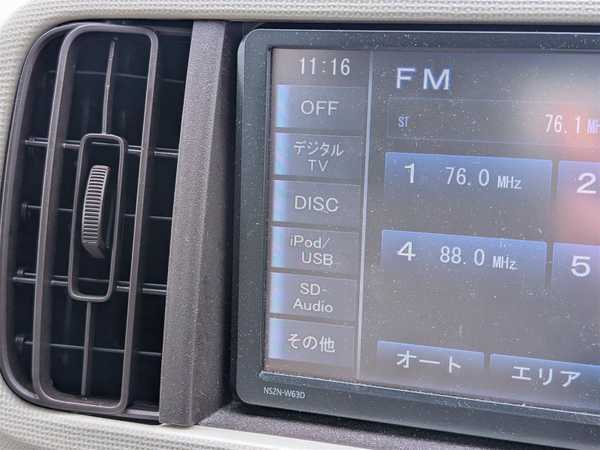 11:16
FM
OFF
ST
76.1 MH
デジタル
TV
1
76.0 MHz
2
DISC
iPod/
USB
4
88.0 MHz
5
SD-
Audio
その他
オート
エリア
NSZN-W63D